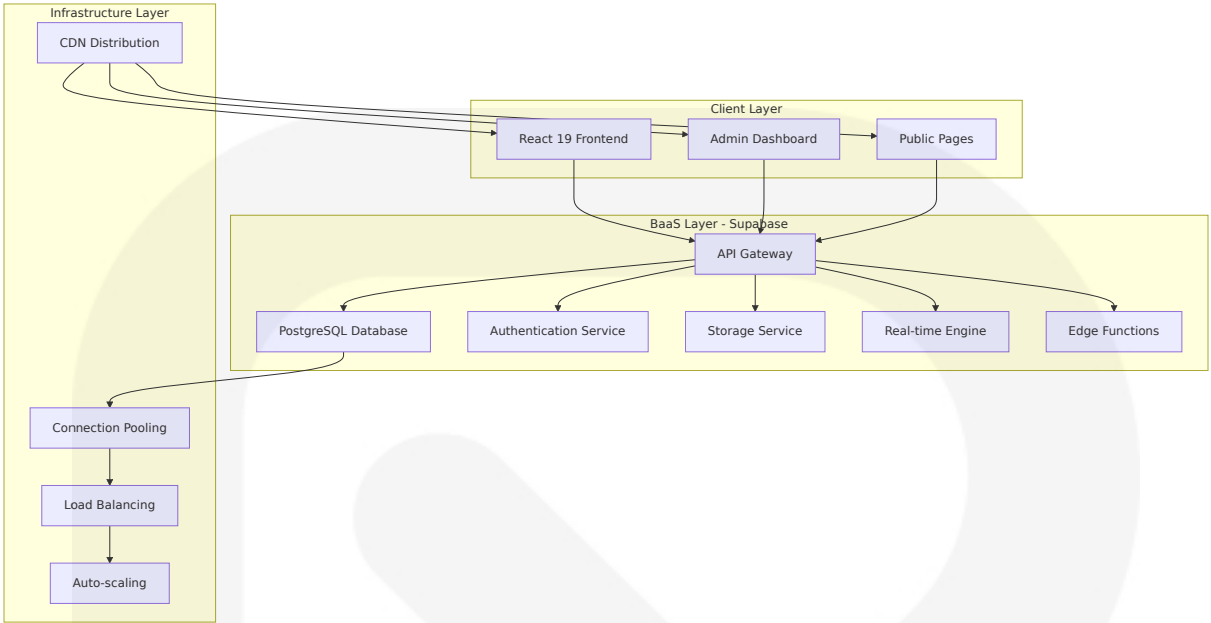 Infrastructure Layer
CDN Distribution
Client Layer
React 19 Frontend
Admin Dashboard
Public Pages
BaaS Layer - Supabase
API Gateway
PostgreSQL Database
Authentication Service
Storage Service
Real-time Engine
Edge Functions
Connection Pooling
Load Balancing
Auto-scaling